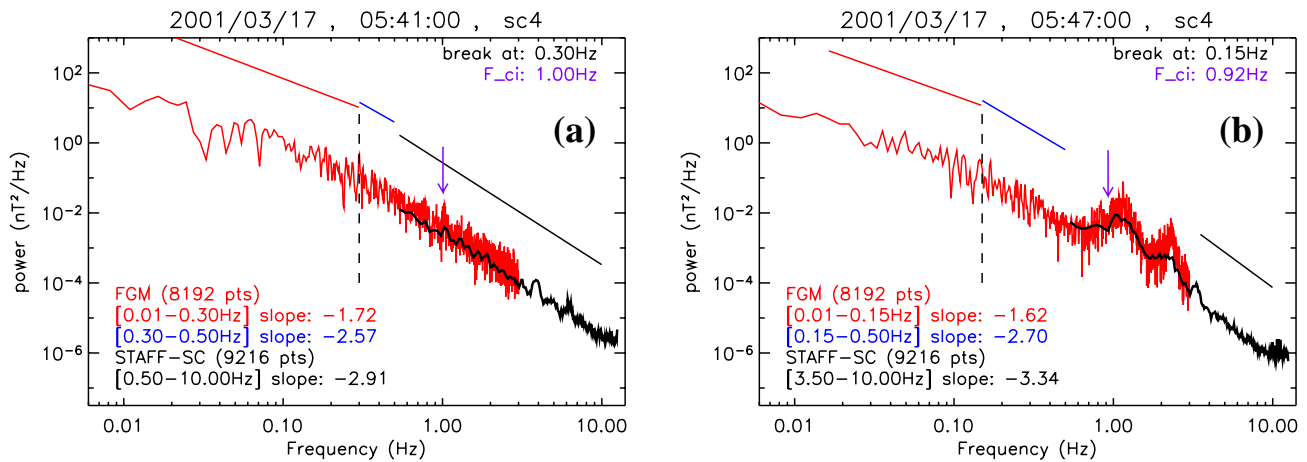 2001/03/17 , 05:41:00 , sc4
break at: 0.30Hz
F_ci: 1.00Hz
(a)
10²
10⁰
10⁻²
10⁻⁴
10⁻⁶
power (nT²/Hz)
FGM (8192 pts)
[0.01−0.30Hz] slope: −1.72
[0.30−0.50Hz] slope: −2.57
STAFF−SC (9216 pts)
[0.50−10.00Hz] slope: −2.91
0.01 0.10 1.00 10.00
Frequency (Hz)
2001/03/17 , 05:47:00 , sc4
break at: 0.15Hz
F_ci: 0.92Hz
(b)
10²
10⁰
10⁻²
10⁻⁴
10⁻⁶
power (nT²/Hz)
FGM (8192 pts)
[0.01−0.15Hz] slope: −1.62
[0.15−0.50Hz] slope: −2.70
STAFF−SC (9216 pts)
[3.50−10.00Hz] slope: −3.34
0.01 0.10 1.00 10.00
Frequency (Hz)